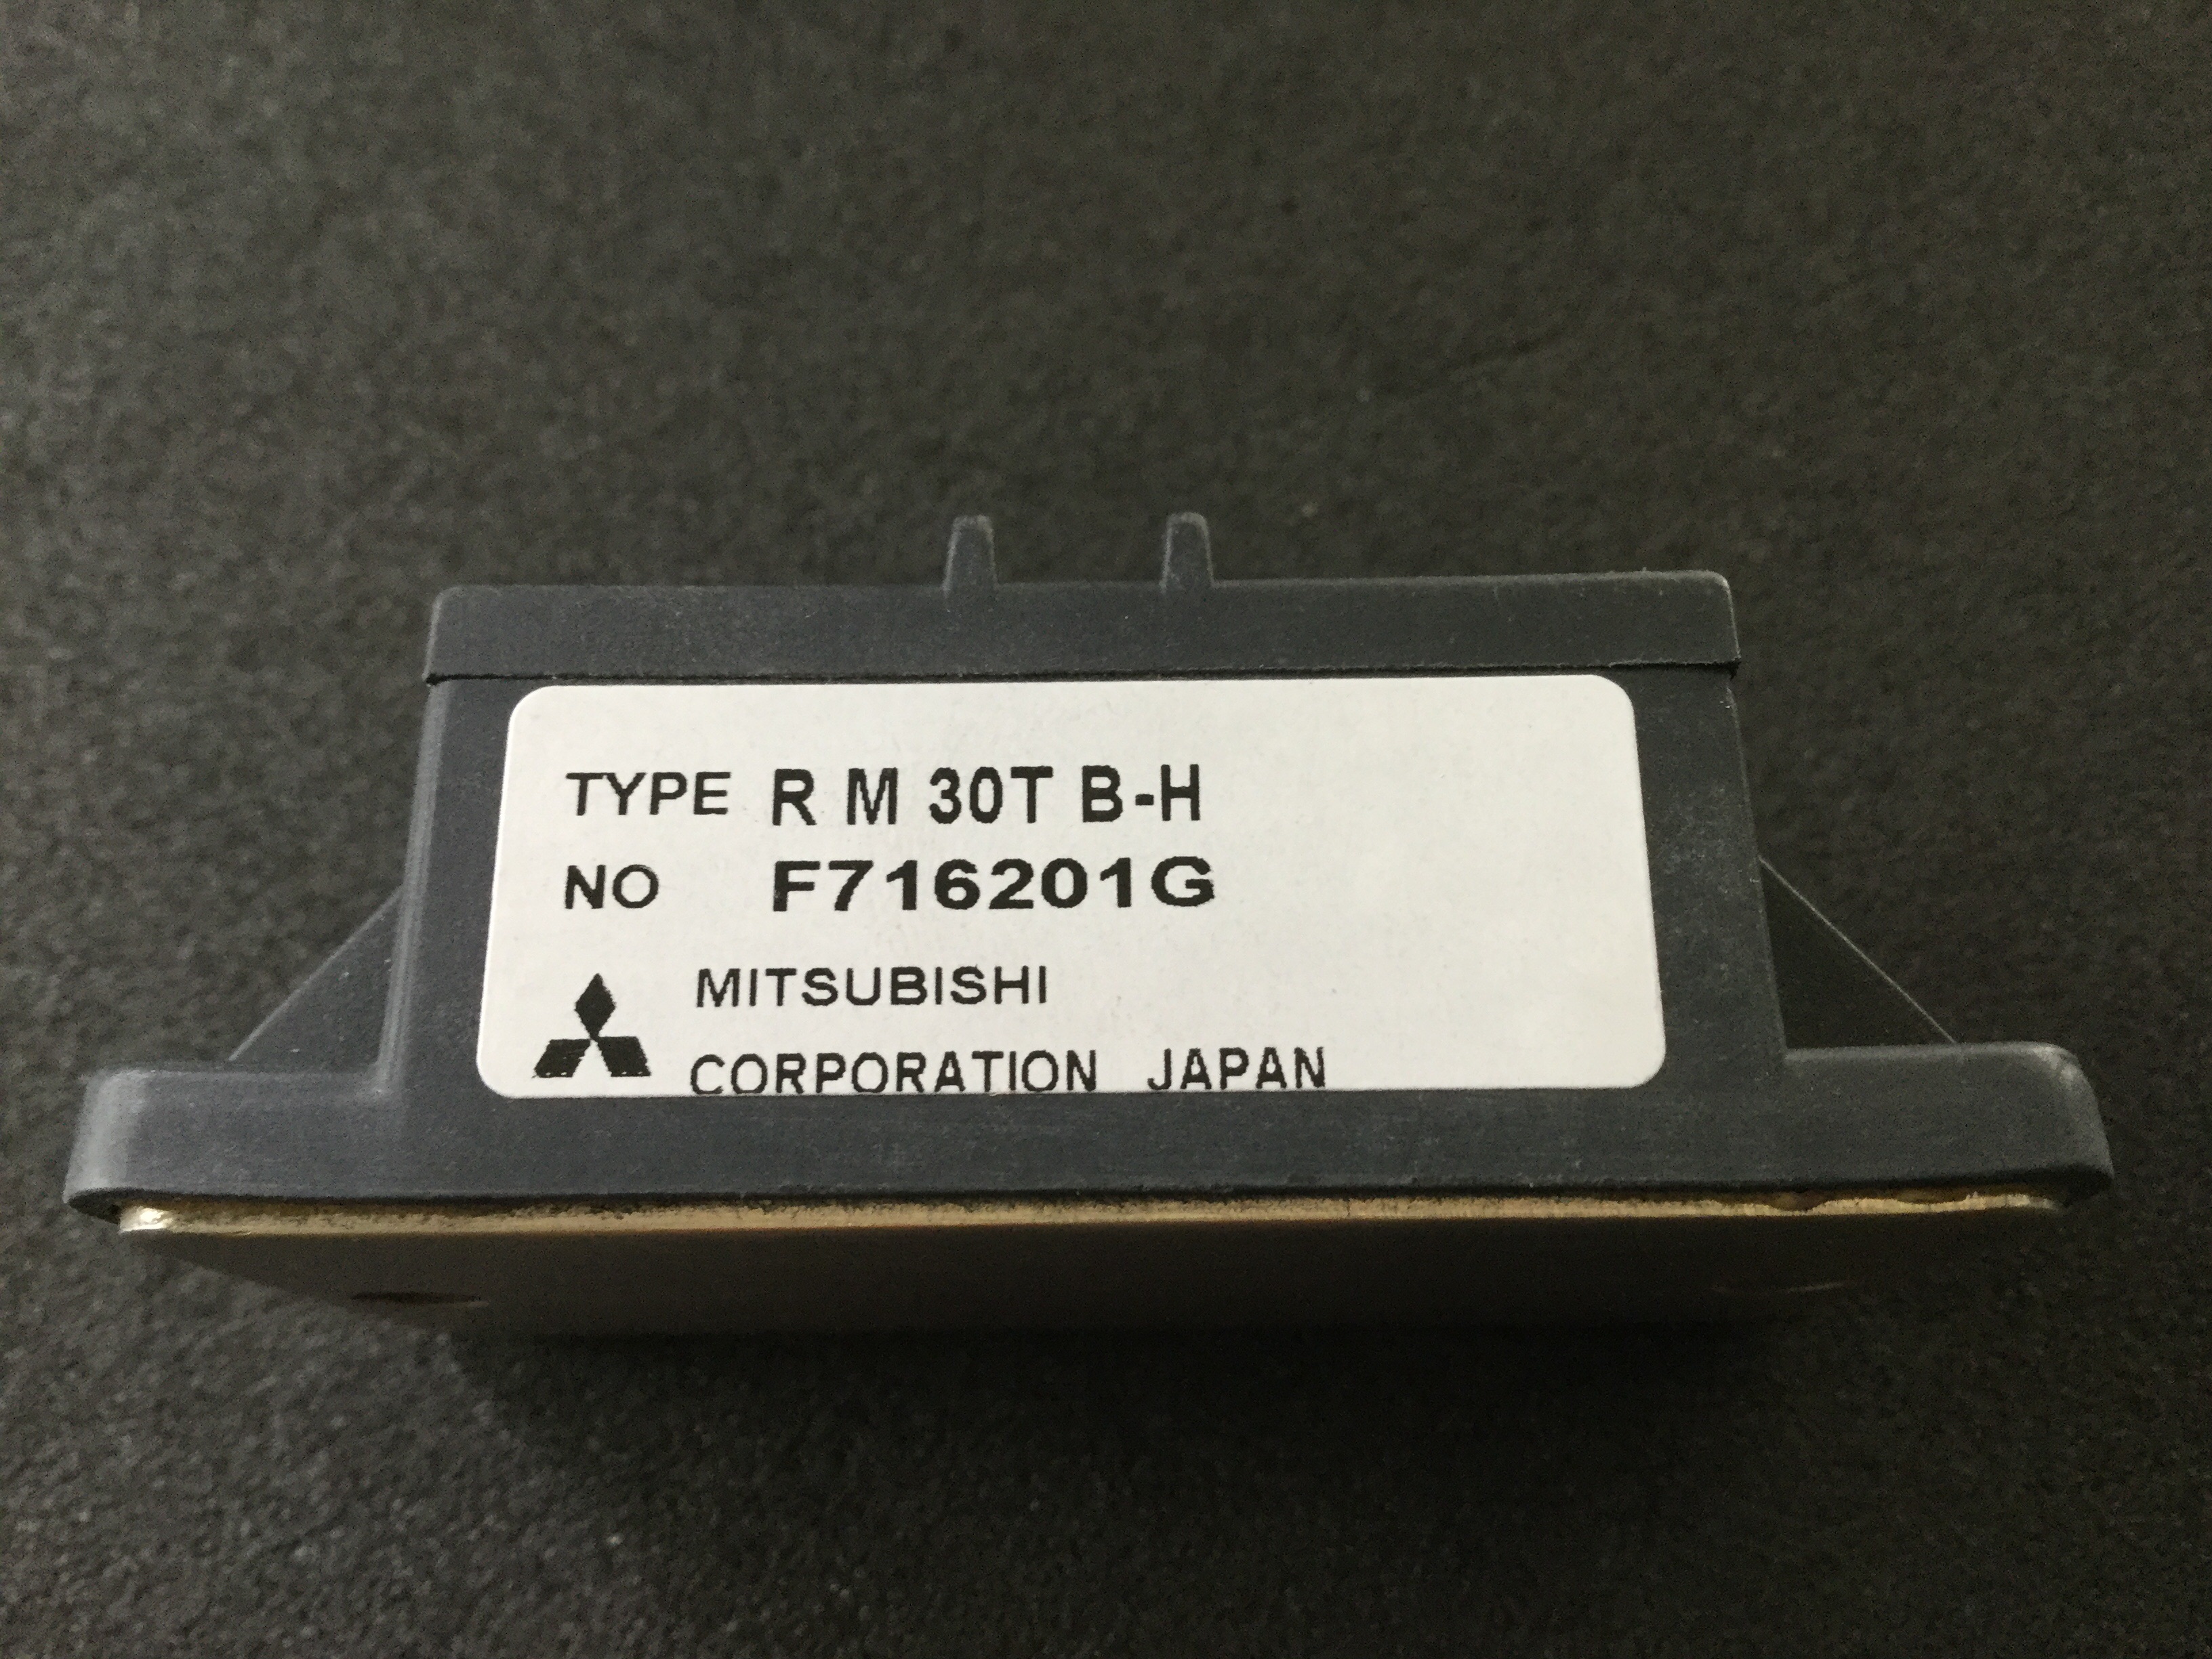 TYPE R M 30T B-H
NO F716201G
MITSUBISHI
CORPORATION JAPAN